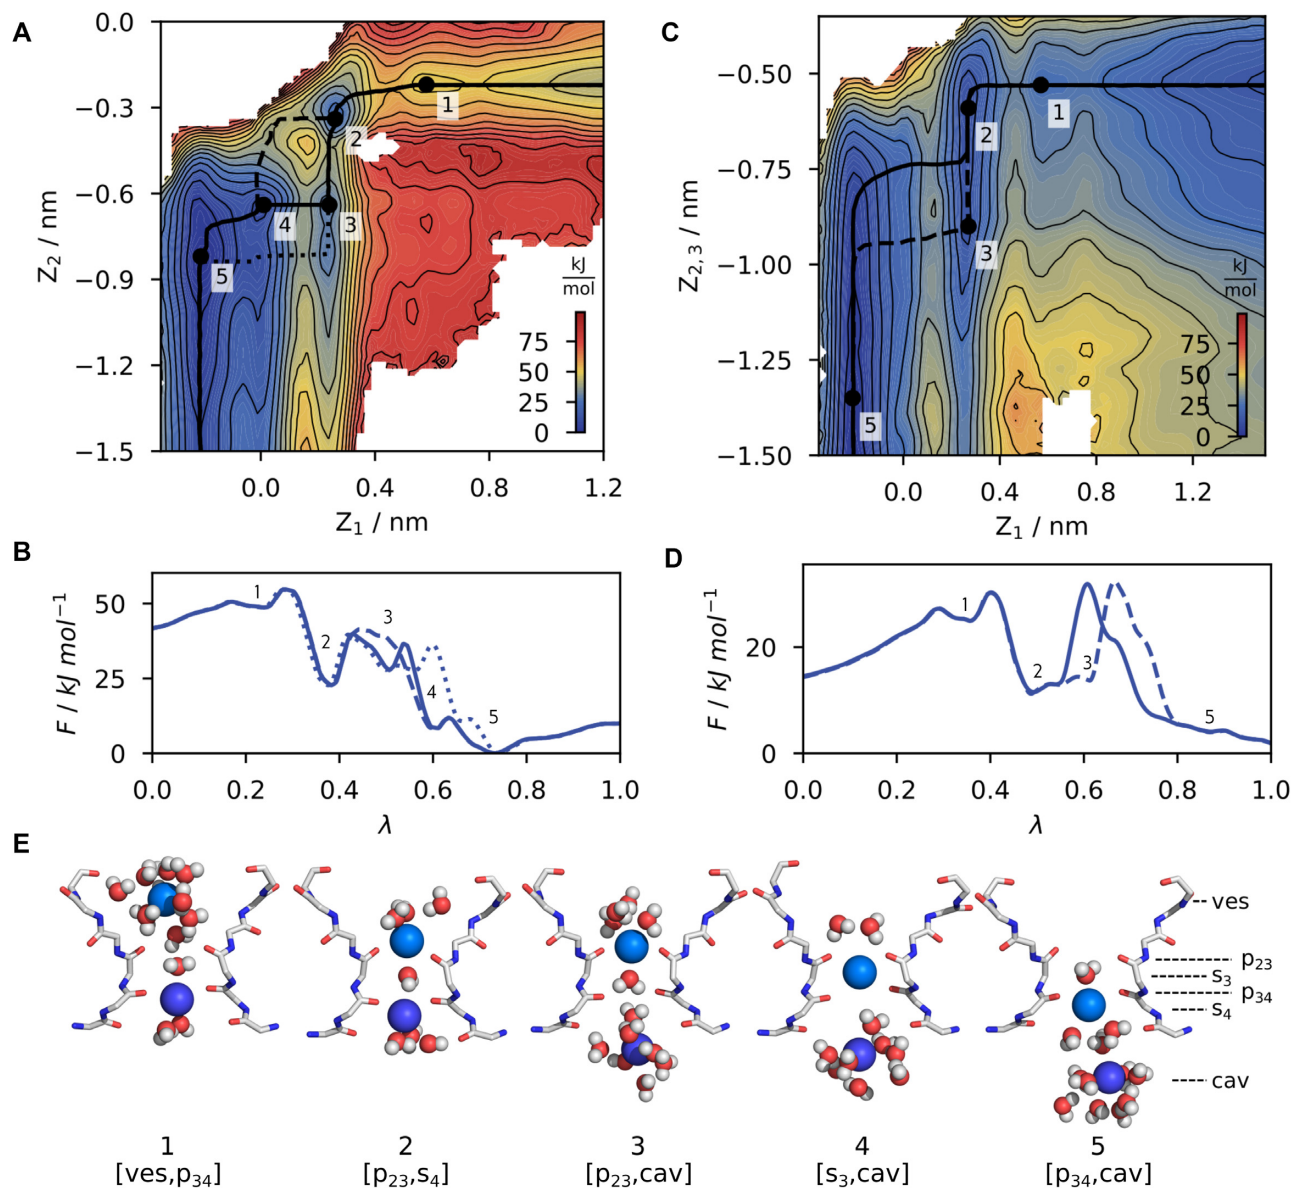 A
0.0
−0.3
−0.6
−0.9
−1.2
−1.5
Z2 / nm
1
2
3
4
5
kJ
mol
75
50
25
0
0.0 0.4 0.8 1.2
Z1 / nm
C
−0.50
−0.75
−1.00
−1.25
−1.50
Z2, 3 / nm
1
2
3
5
kJ
mol
75
50
25
0
0.0 0.4 0.8 1.2
Z1 / nm
B
50
25
0
F / kJ mol−1
1
2
3
4
5
0.0 0.2 0.4 0.6 0.8 1.0
λ
D
20
0
F / kJ mol−1
1
2
3
5
0.0 0.2 0.4 0.6 0.8 1.0
λ
E
ves
p23
s3
p34
s4
cav
1 2 3 4 5
[ves,p34] [p23,s4] [p23,cav] [s3,cav] [p34,cav]